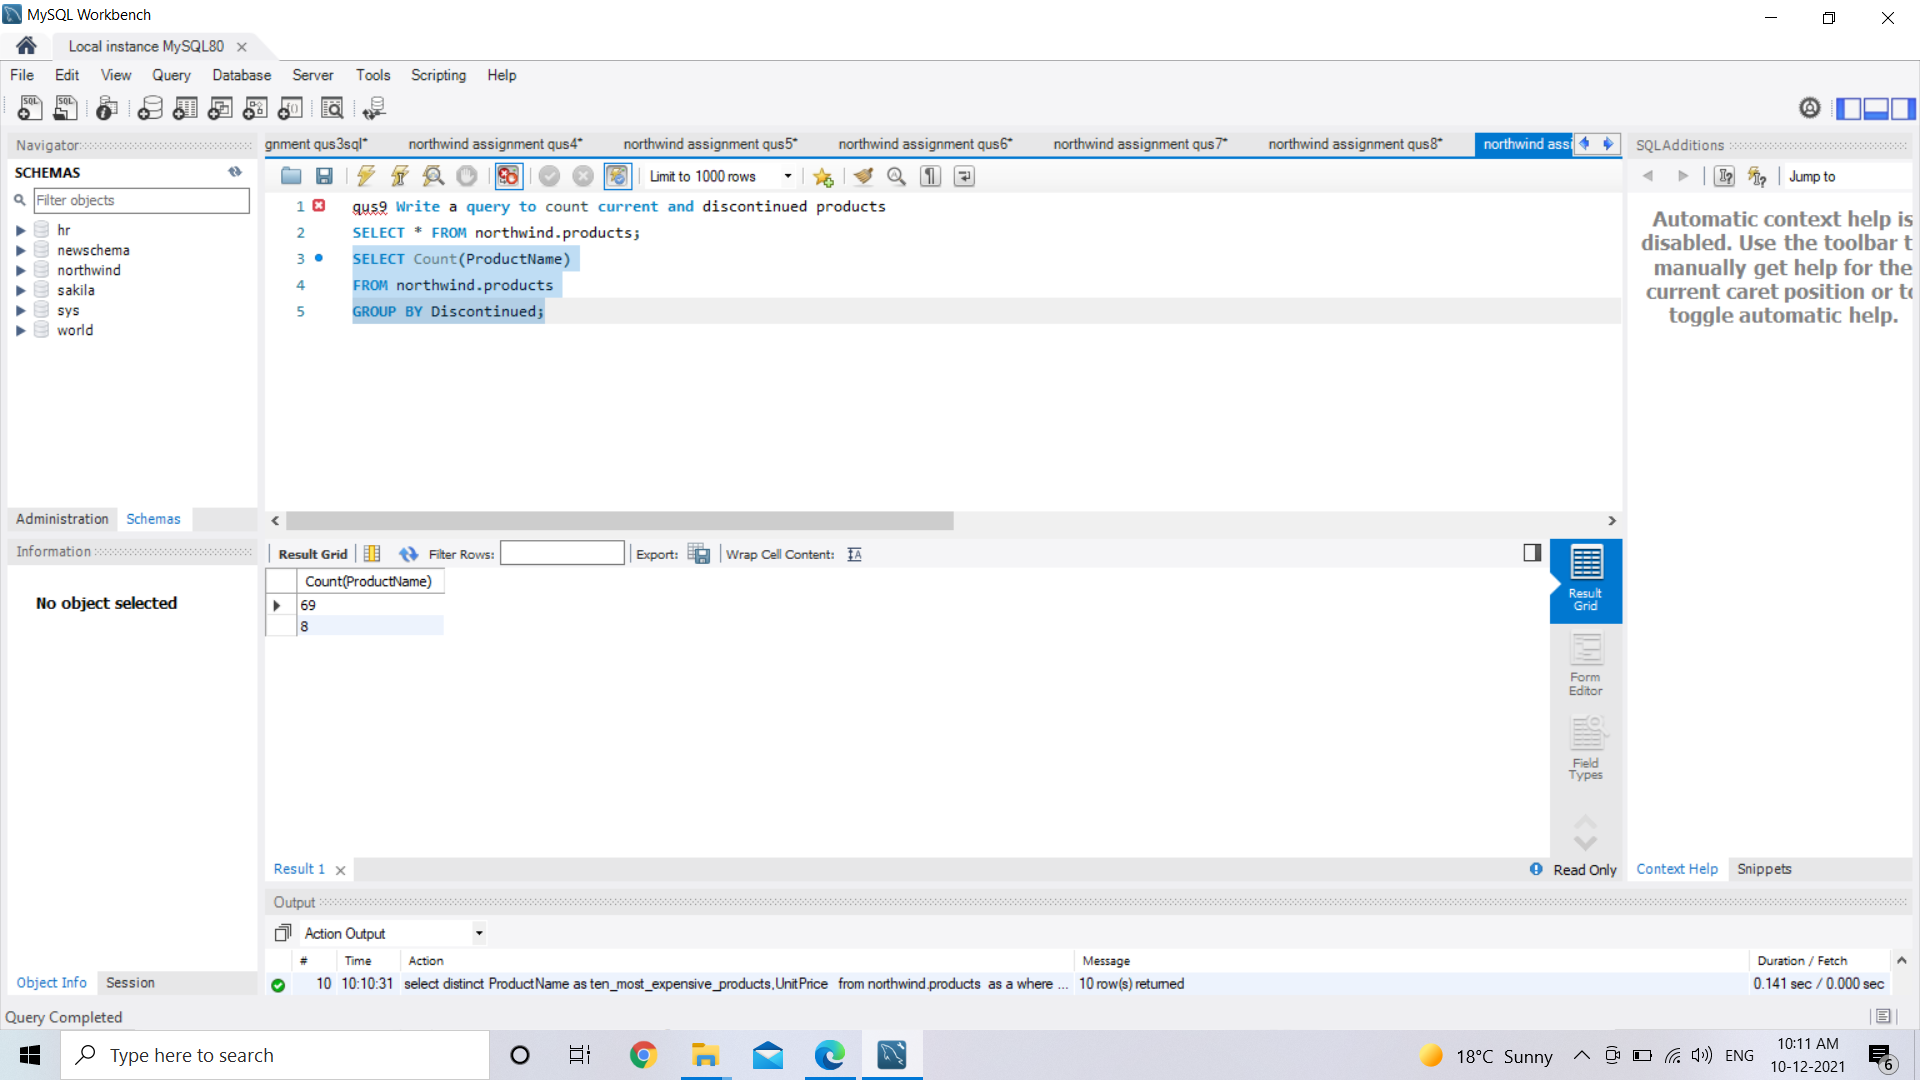 MySQL Workbench
Local instance MySQL80
File Edit View Query Database Server Tools Scripting Help
Navigator
SCHEMAS
Filter objects
hr
newschema
northwind
sakila
sys
world
Administration Schemas
Information
No object selected
Object Info Session
Query Completed
gnment qus3sql* northwind assignment qus4* northwind assignment qus5* northwind assignment qus6* northwind assignment qus7* northwind assignment qus8* northwind assi
Limit to 1000 rows
1 qus9 Write a query to count current and discontinued products
2 SELECT * FROM northwind.products;
3 SELECT Count(ProductName)
4 FROM northwind.products
5 GROUP BY Discontinued;
Result Grid Filter Rows: Export: Wrap Cell Content:
Count(ProductName)
69
8
Result Grid
Form Editor
Field Types
Result 1
Read Only
Output
Action Output
# Time Action Message Duration / Fetch
10 10:10:31 select distinct ProductName as ten_most_expensive_products,UnitPrice from northwind.products as a where ... 10 row(s) returned 0.141 sec / 0.000 sec
SQLAdditions
Jump to
Automatic context help is
disabled. Use the toolbar t
manually get help for the
current caret position or to
toggle automatic help.
Context Help Snippets
Type here to search
18°C Sunny
ENG
10:11 AM
10-12-2021
6